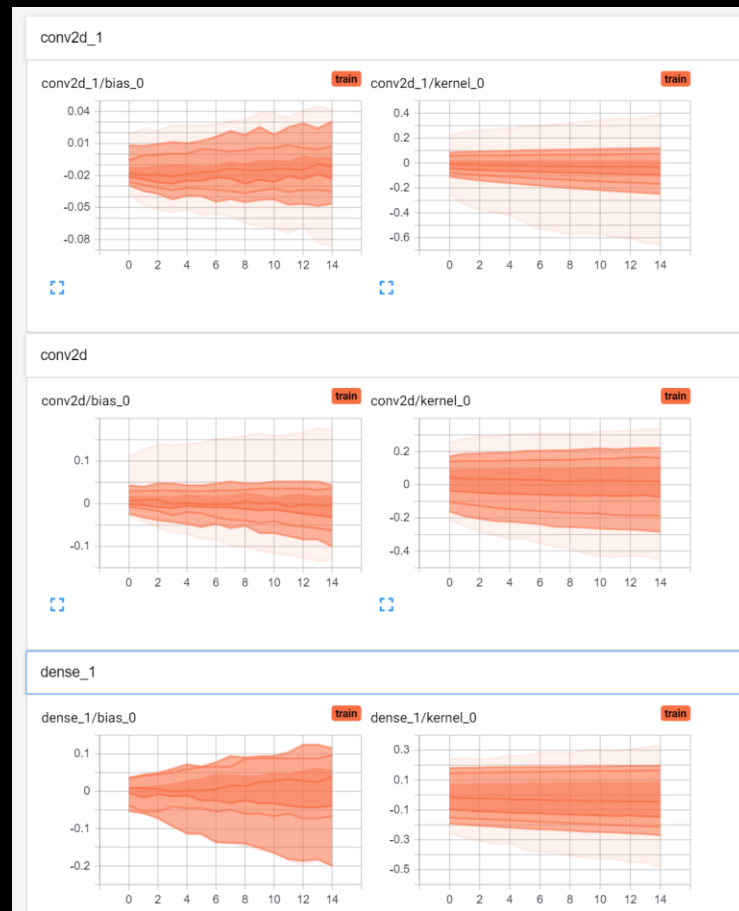 conv2d_1
conv2d_1/bias_0 train conv2d_1/kernel_0 train
0.04 0.4
0.01 0.2
-0.02 0
-0.05 -0.2
-0.08 -0.4
-0.6
0 2 4 6 8 10 12 14 0 2 4 6 8 10 12 14
conv2d
conv2d/bias_0 train conv2d/kernel_0 train
0.1 0.2
0 0
-0.1 -0.2
-0.4
0 2 4 6 8 10 12 14 0 2 4 6 8 10 12 14
dense_1
dense_1/bias_0 train dense_1/kernel_0 train
0.1 0.3
0 0.1
-0.1 -0.1
-0.2 -0.3
-0.5
0 2 4 6 8 10 12 14 0 2 4 6 8 10 12 14